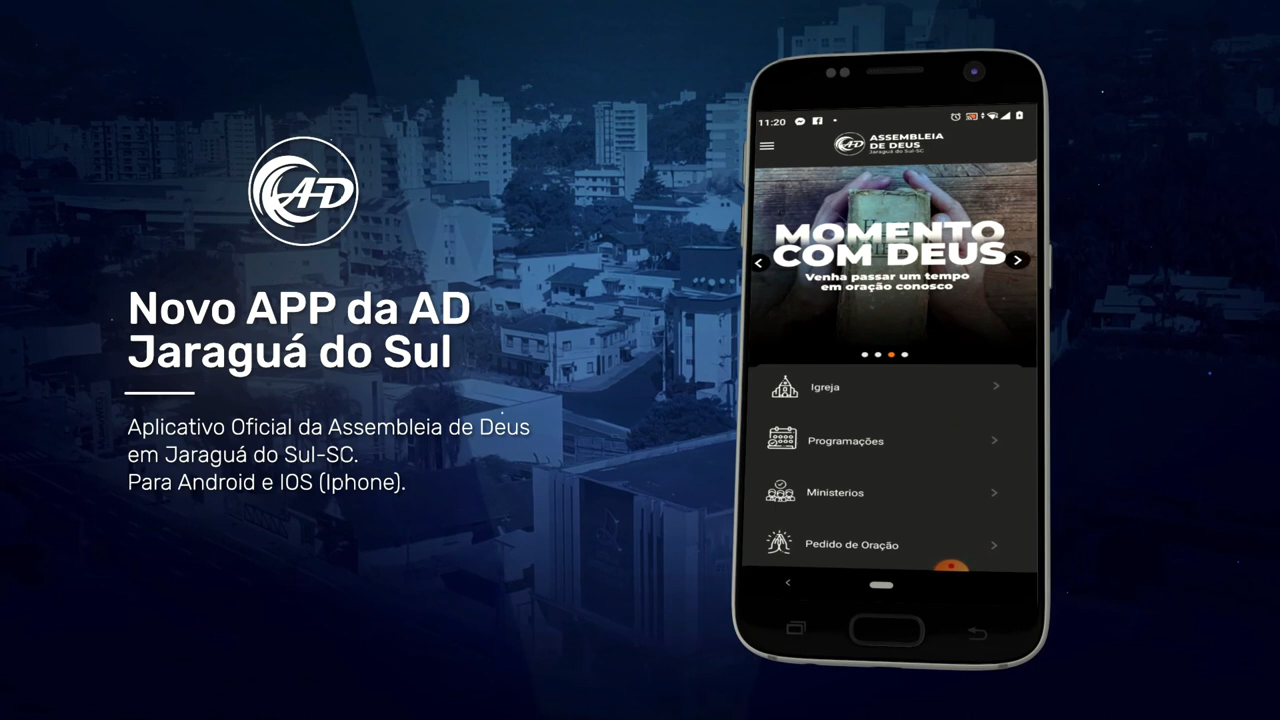 AD
Novo APP da AD
Jaraguá do Sul
Aplicativo Oficial da Assembleia de Deus
em Jaraguá do Sul-SC.
Para Android e IOS (Iphone).
11:20
AD
ASSEMBLEIA
DE DEUS
Jaraguá do Sul-SC
MOMENTO
COM DEUS
Venha passar um tempo
em oração conosco
Igreja
Programações
Ministerios
Pedido de Oração